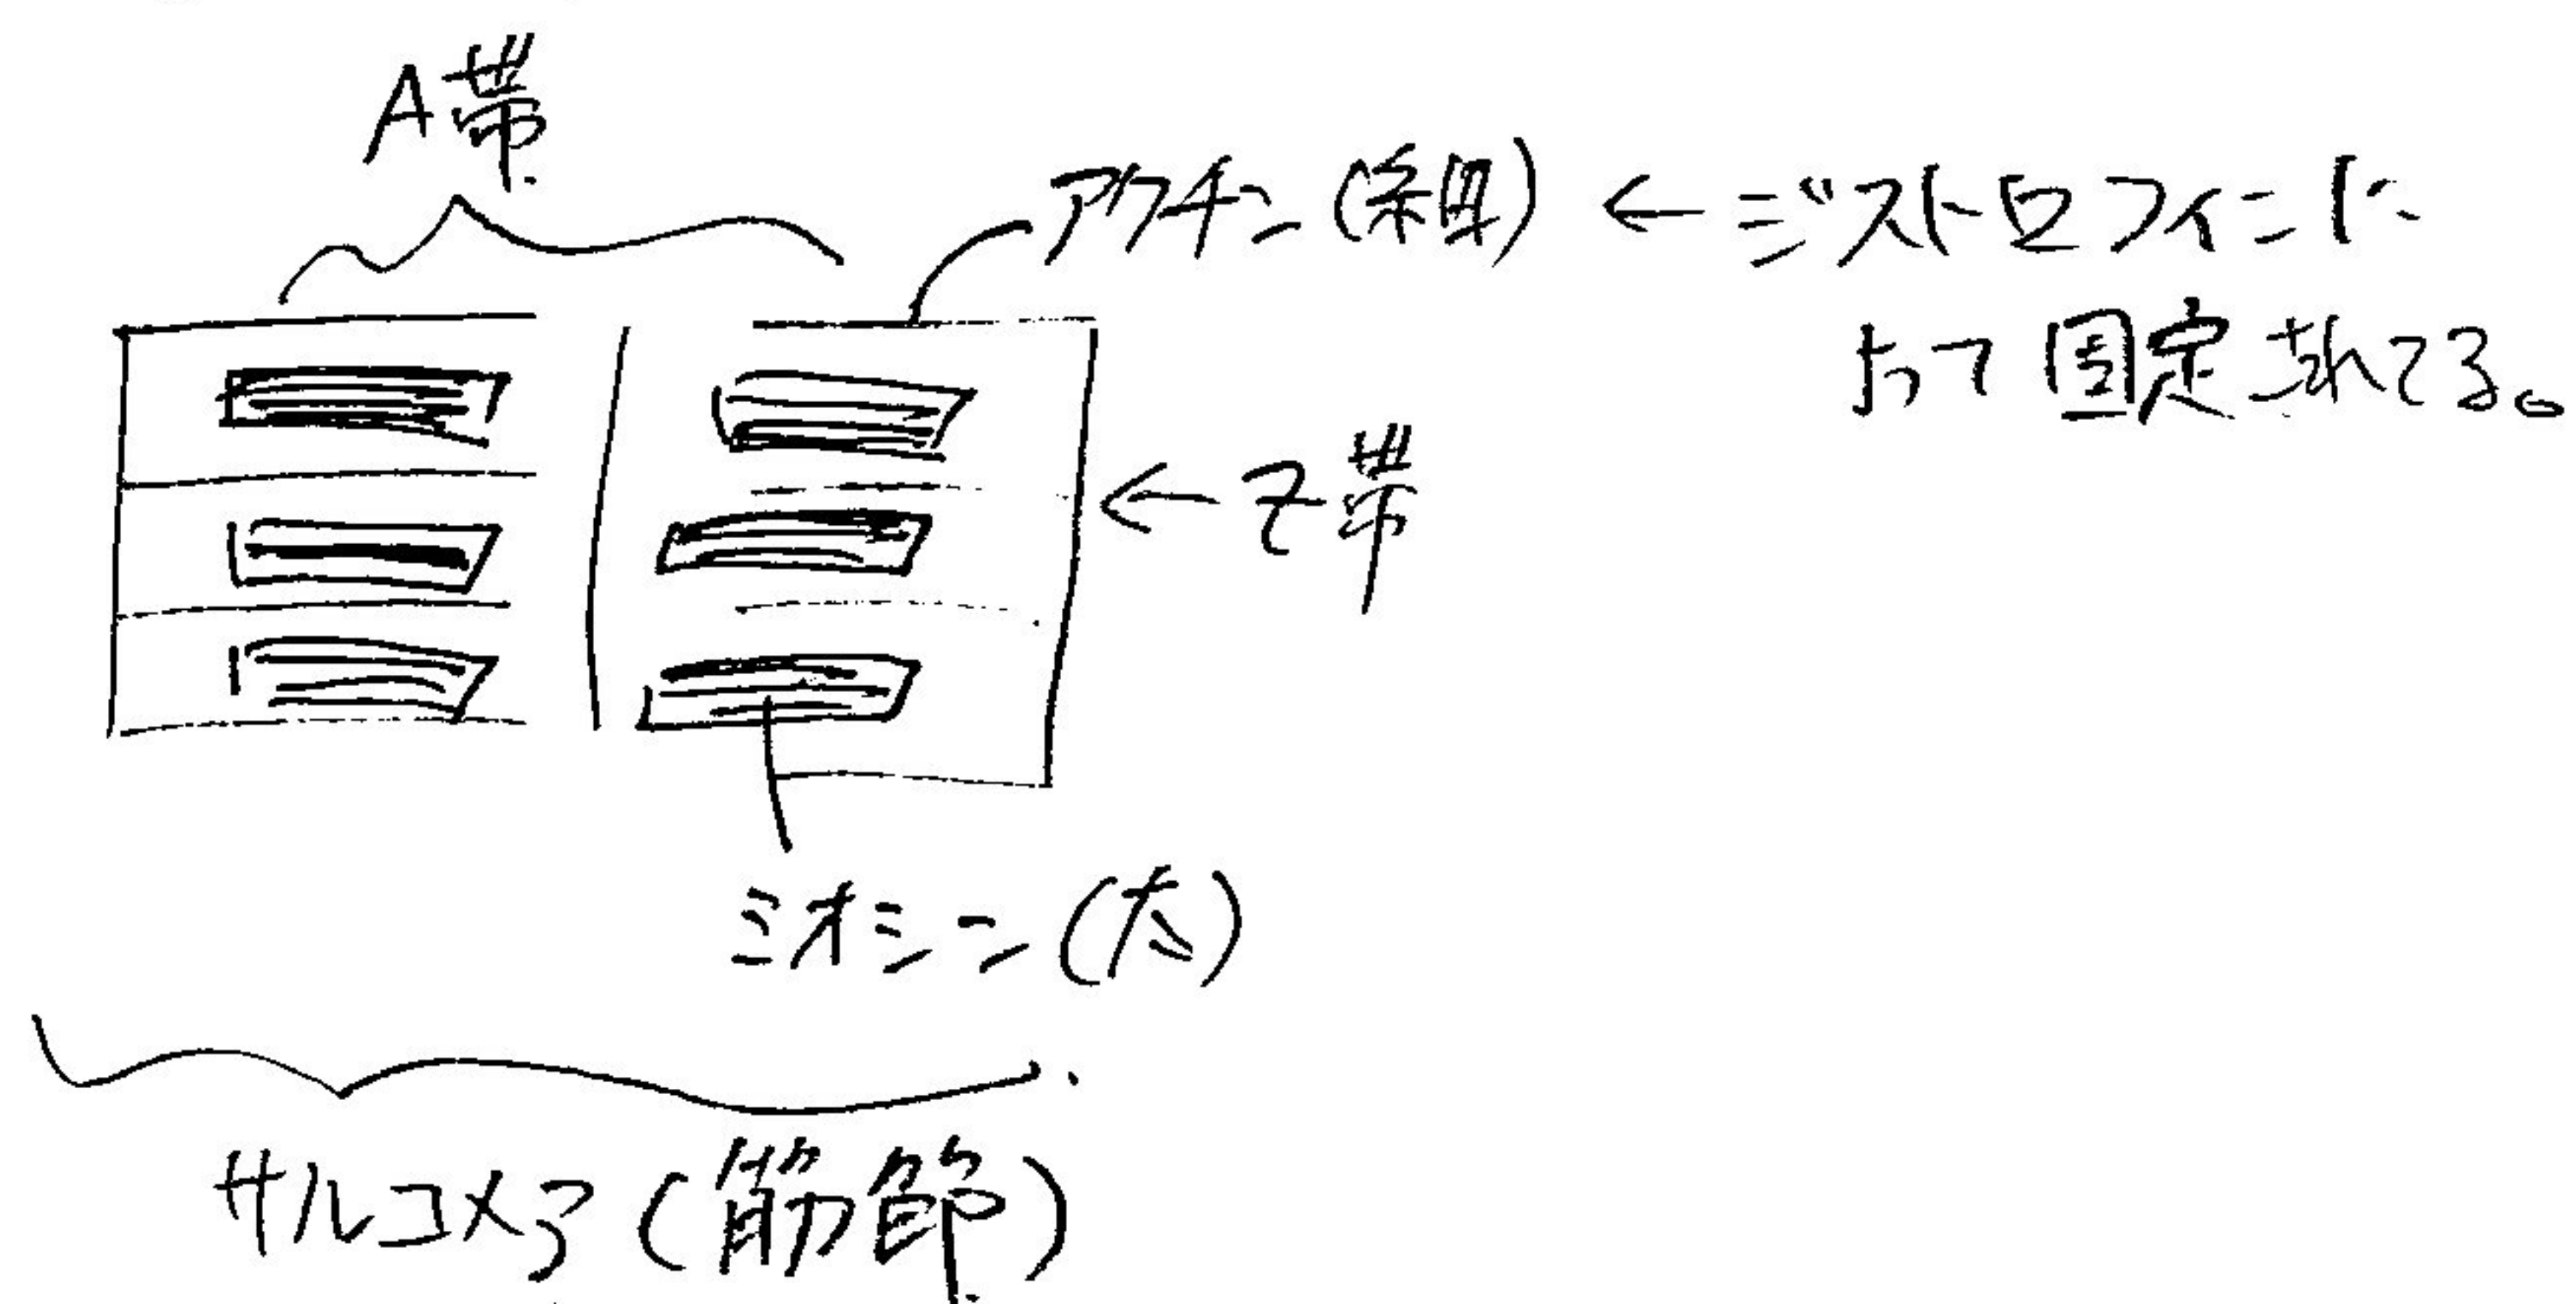 A帯
アクチン(細) ← ジストロフィンに
よって固定されてる。
← Z帯
ミオシン(太)
サルコメア(筋節)